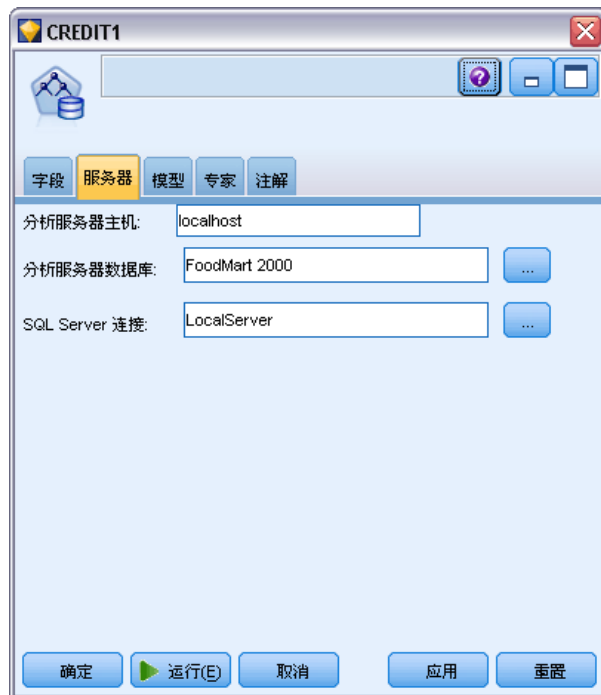 CREDIT1
字段 服务器 模型 专家 注解
分析服务器主机: localhost
分析服务器数据库: FoodMart 2000 ...
SQL Server 连接: LocalServer ...
确定 运行(E) 取消 应用 重置